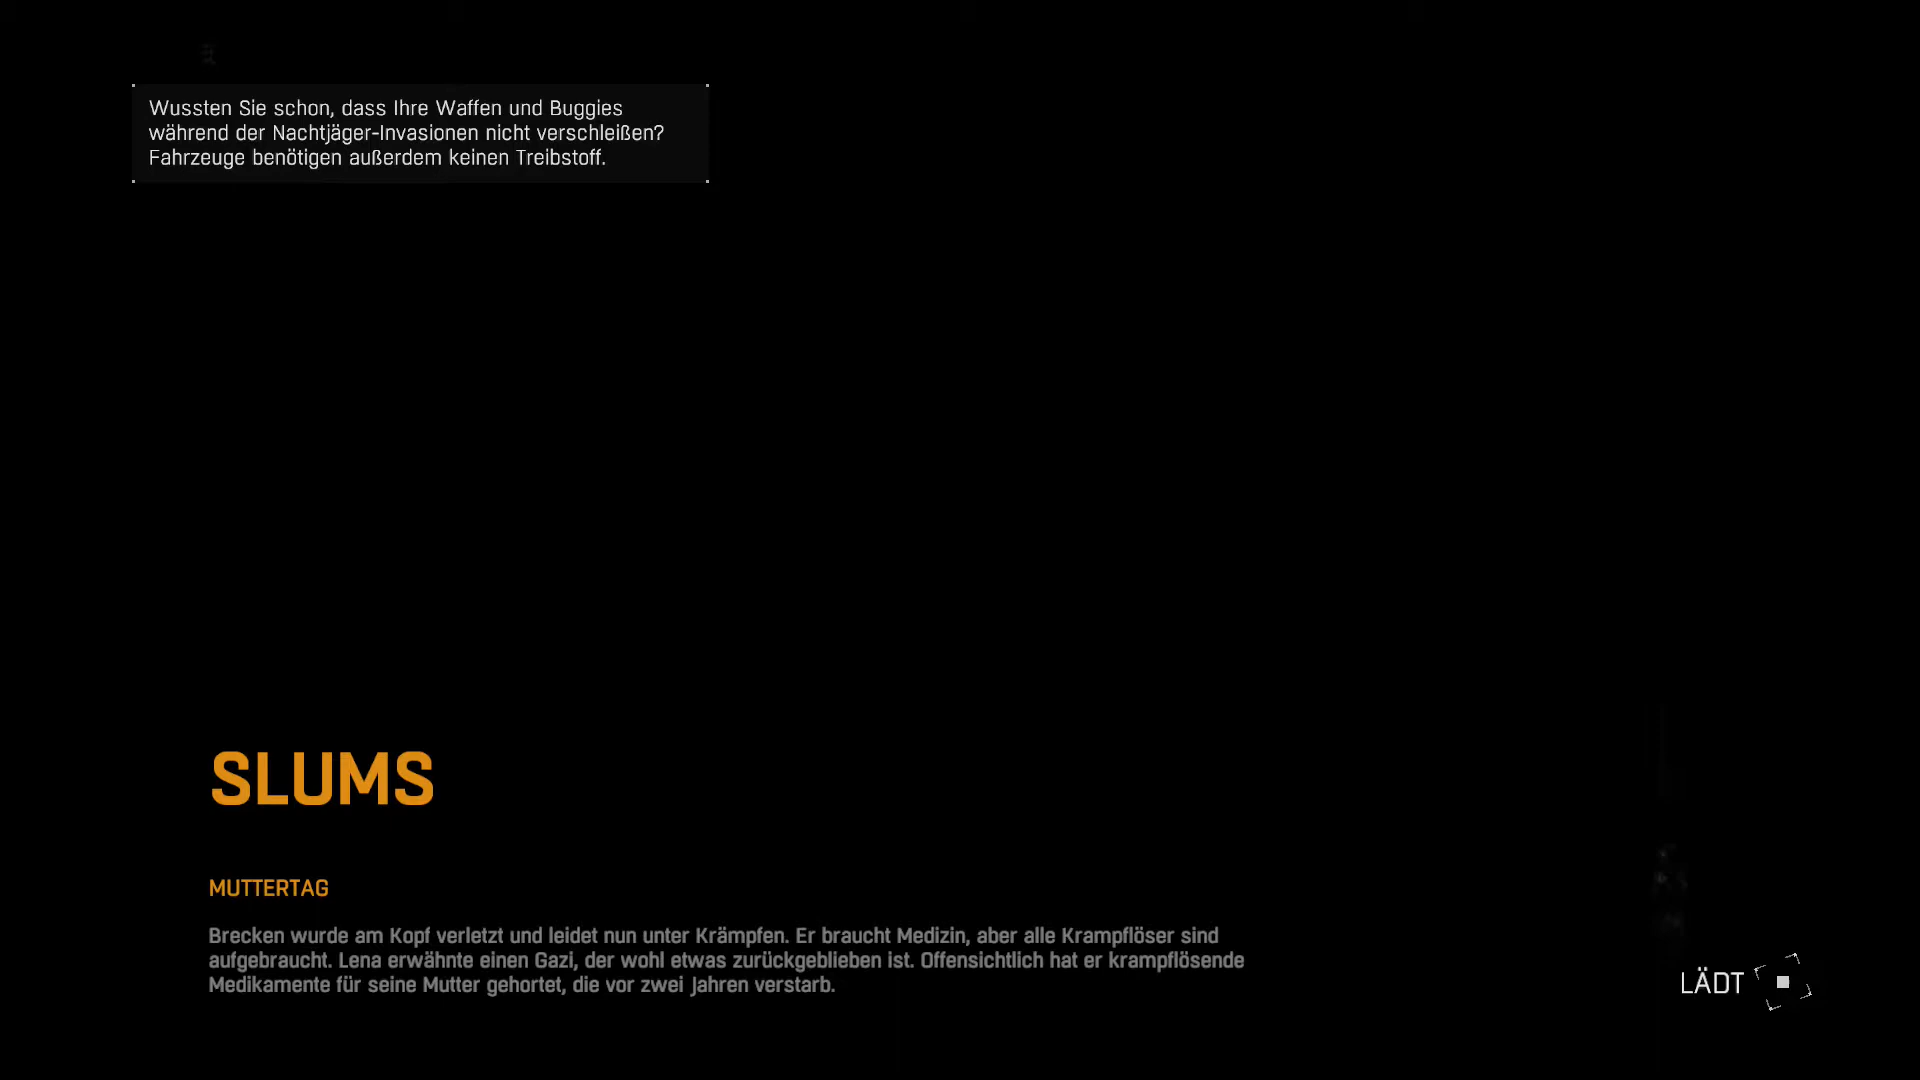 Wussten Sie schon, dass Ihre Waffen und Buggies
während der Nachtjäger-Invasionen nicht verschleißen?
Fahrzeuge benötigen außerdem keinen Treibstoff.
SLUMS
MUTTERTAG
Brecken wurde am Kopf verletzt und leidet nun unter Krämpfen. Er braucht Medizin, aber alle Krampflöser sind
aufgebraucht. Lena erwähnte einen Gazi, der wohl etwas zurückgeblieben ist. Offensichtlich hat er krampflösende
Medikamente für seine Mutter gehortet, die vor zwei Jahren verstarb.
LÄDT